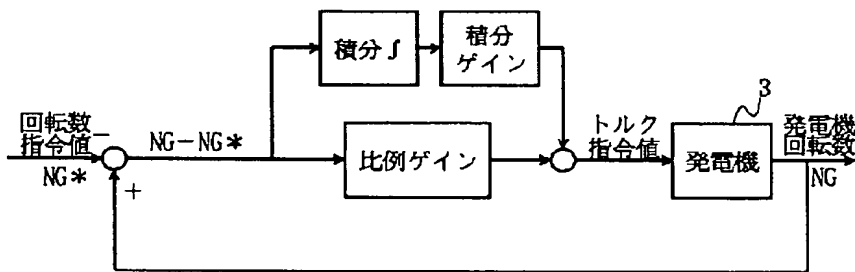 積分∫
積分
ゲイン
3
回転数
指令値
−
NG*
+
NG−NG*
比例ゲイン
トルク
指令値
発電機
発電機
回転数
NG